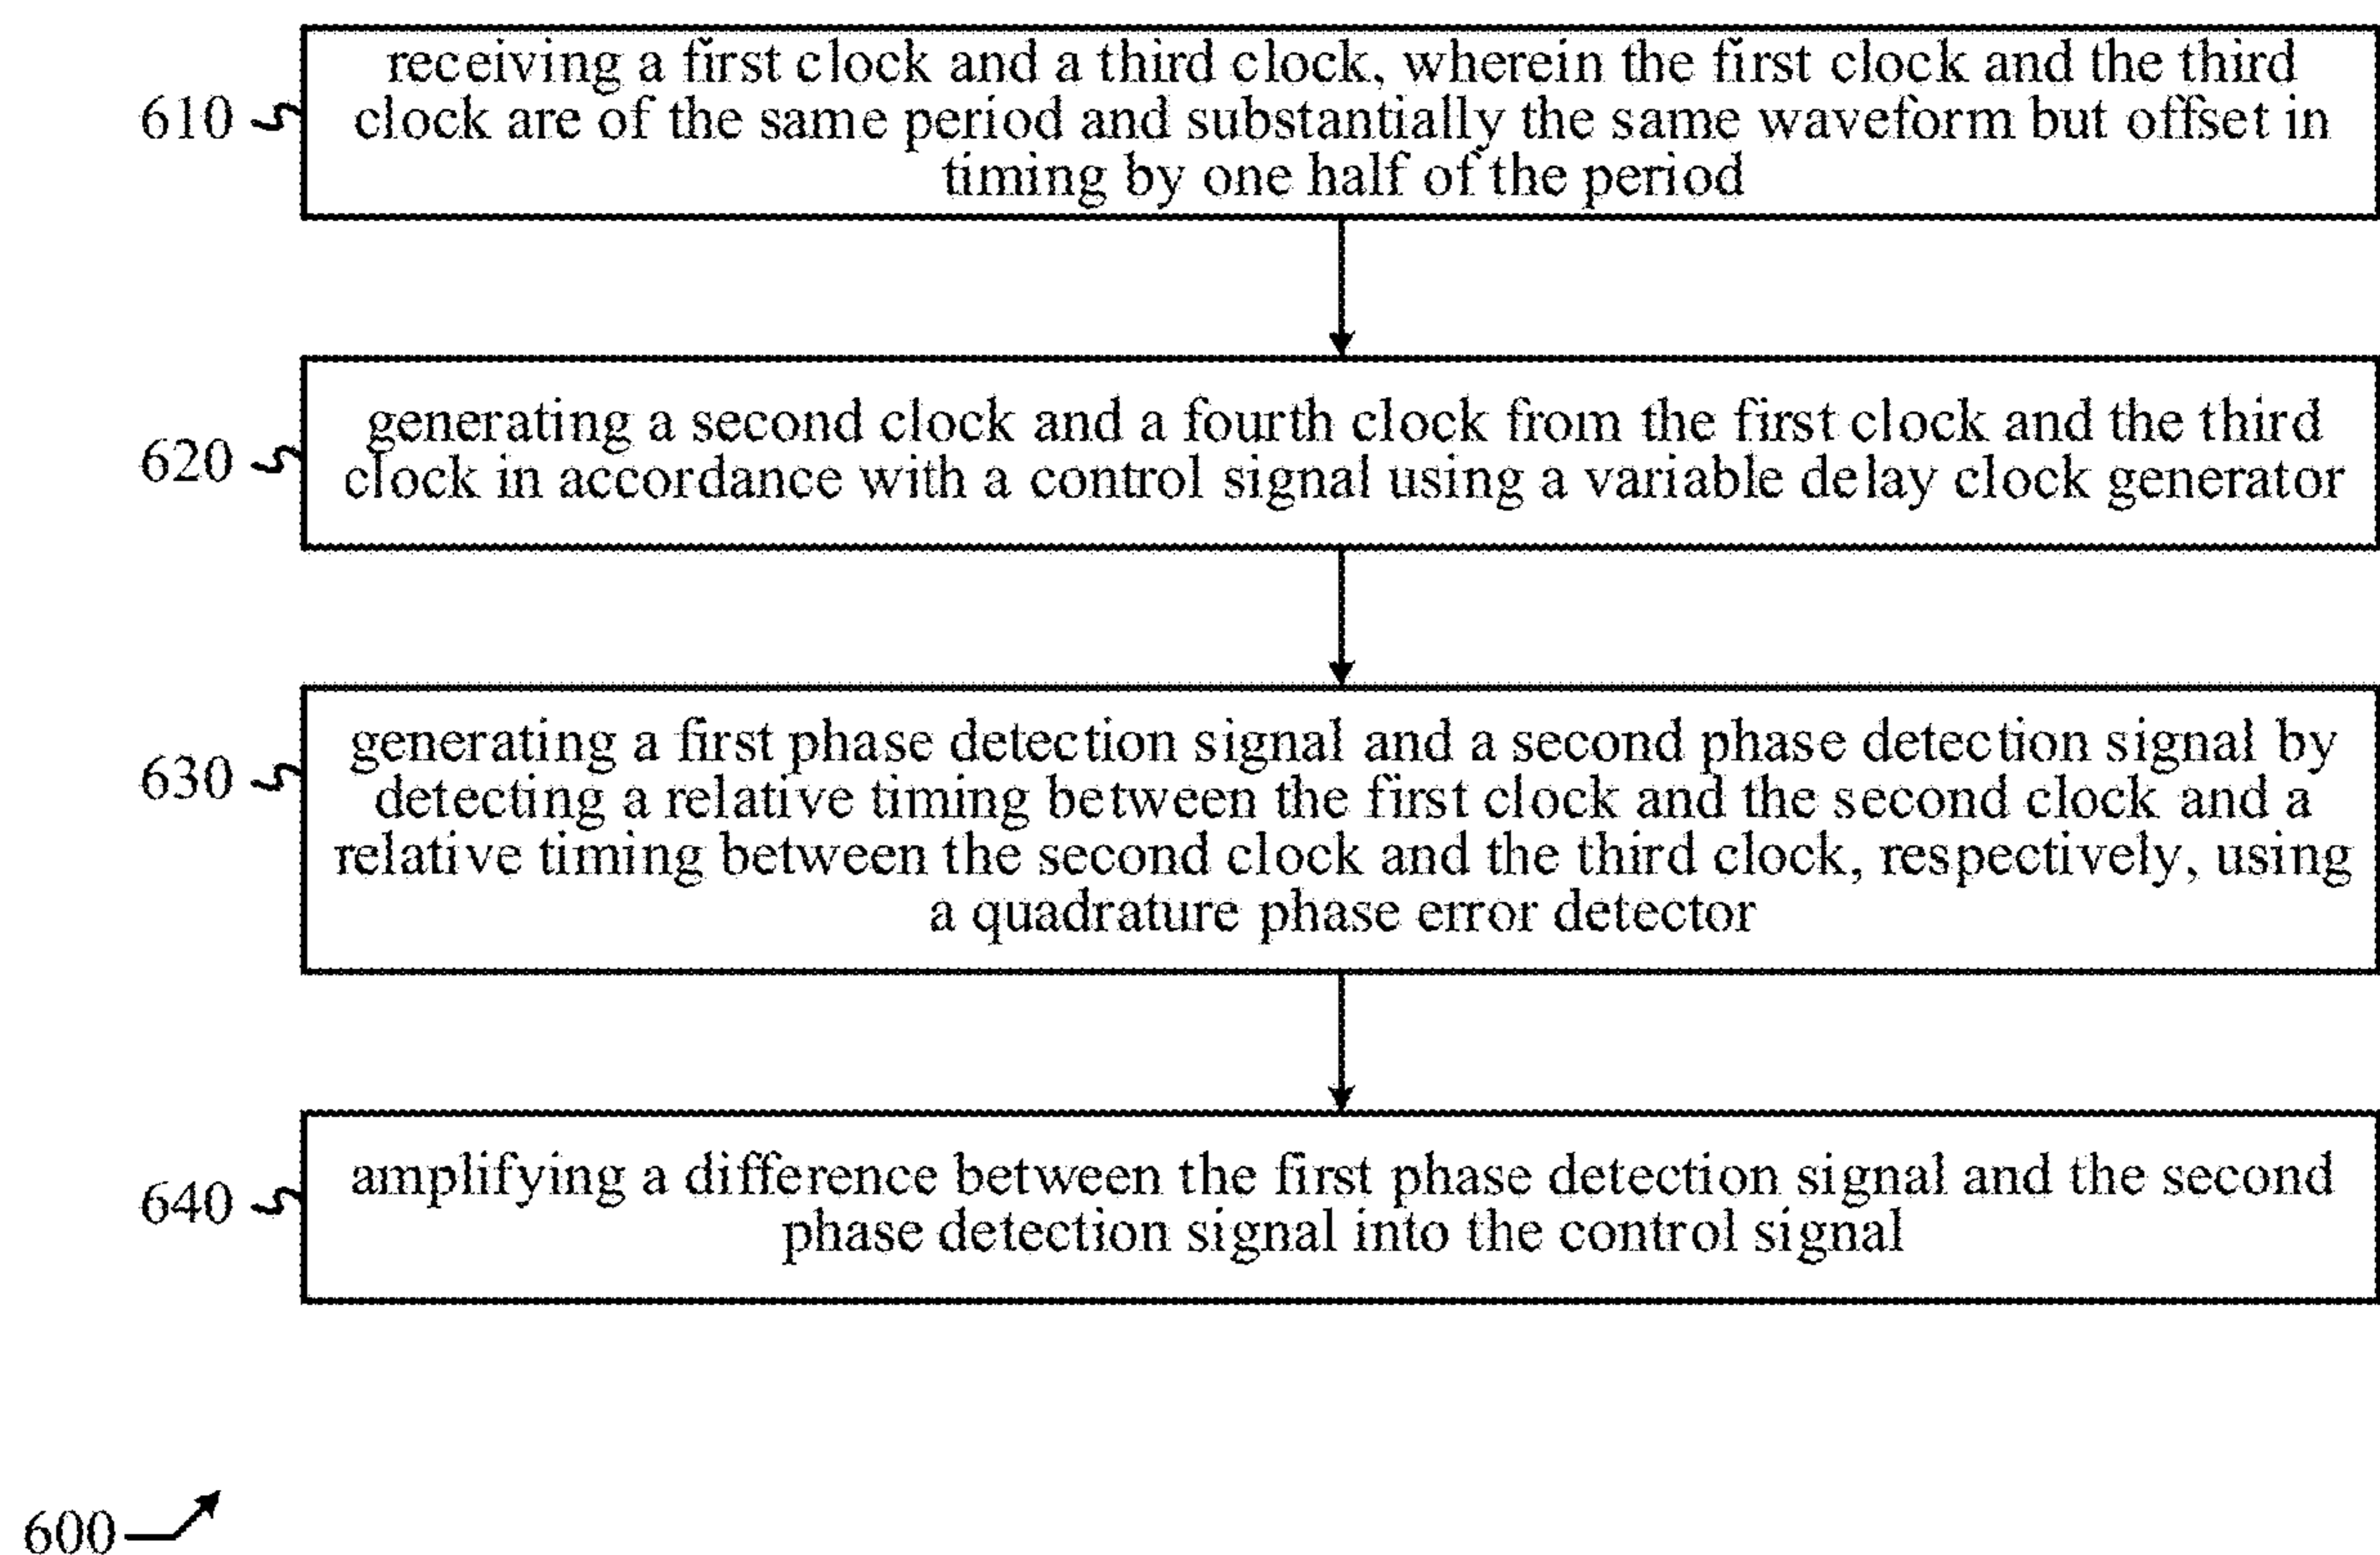 receiving a first clock and a third clock, wherein the first clock and the third
610 clock are of the same period and substantially the same waveform but offset in
timing by one half of the period
generating a second clock and a fourth clock from the first clock and the third
620 clock in accordance with a control signal using a variable delay clock generator
generating a first phase detection signal and a second phase detection signal by
630 detecting a relative timing between the first clock and the second clock and a
relative timing between the second clock and the third clock, respectively, using
a quadrature phase error detector
amplifying a difference between the first phase detection signal and the second
640 phase detection signal into the control signal
600